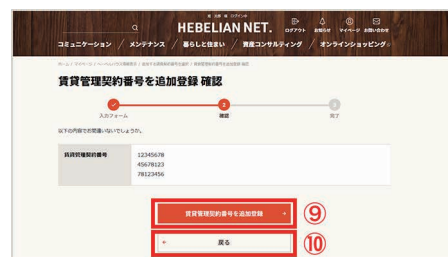 HEBELIAN NET.
ログアウト お知らせ マイページ お問い合わせ
コミュニケーション / メンテナンス / 暮らしと住まい / 資産コンサルティング / オンラインショッピング
賃貸管理契約番号を追加登録 確認
2
3
入力フォーム 確認 完了
以下の内容でお間違いないでしょうか。
賃貸管理契約番号
12345678
45678123
78123456
賃貸管理契約番号を追加登録
⑨
戻る
⑩